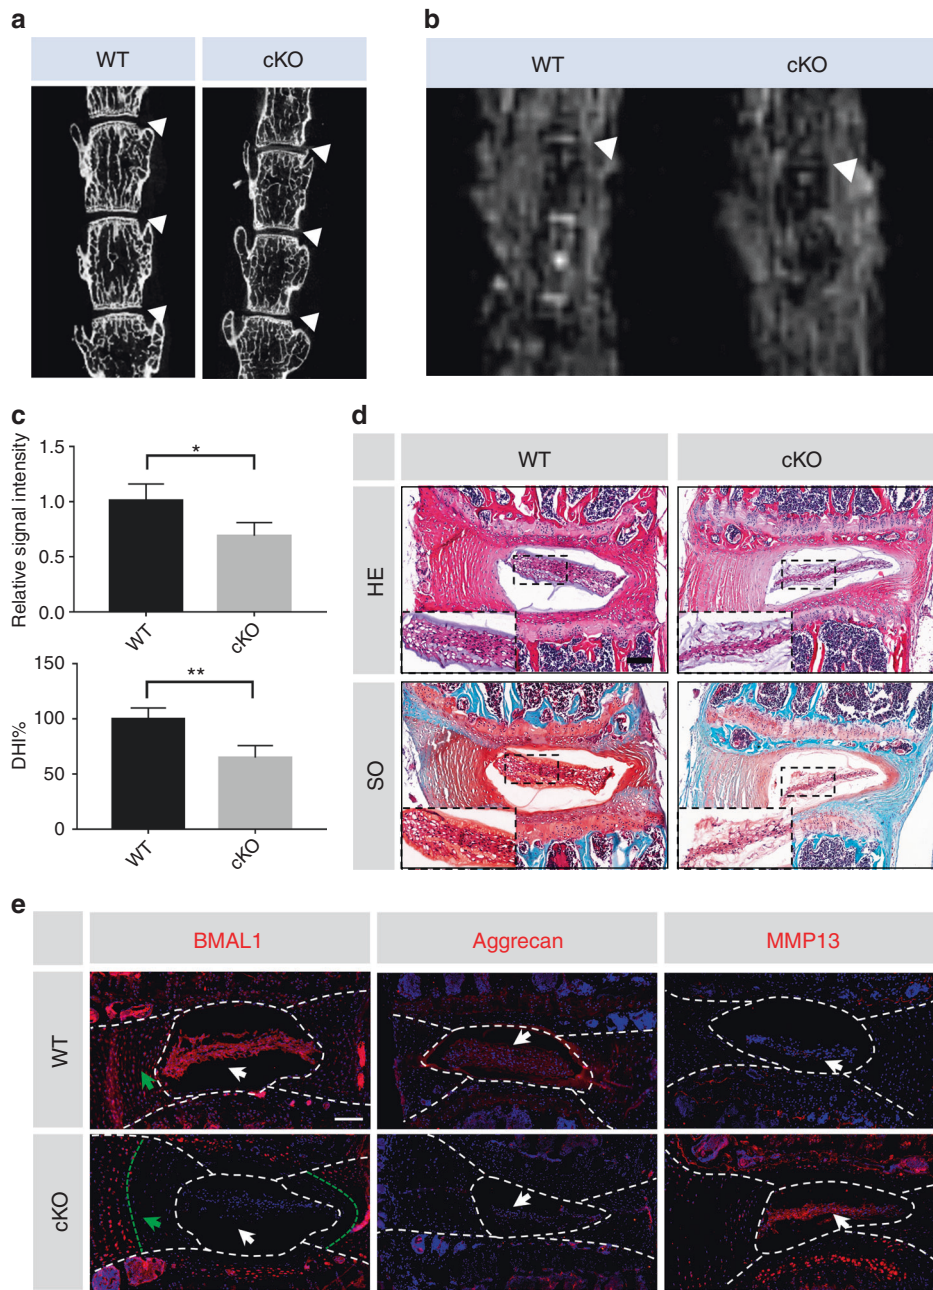 a
WT
cKO
b
WT
cKO
c
Relative signal intensity
1.5
1.0
0.5
0.0
*
WT
cKO
DHI%
150
100
50
0
**
WT
cKO
d
WT
cKO
HE
SO
e
BMAL1
Aggrecan
MMP13
WT
cKO